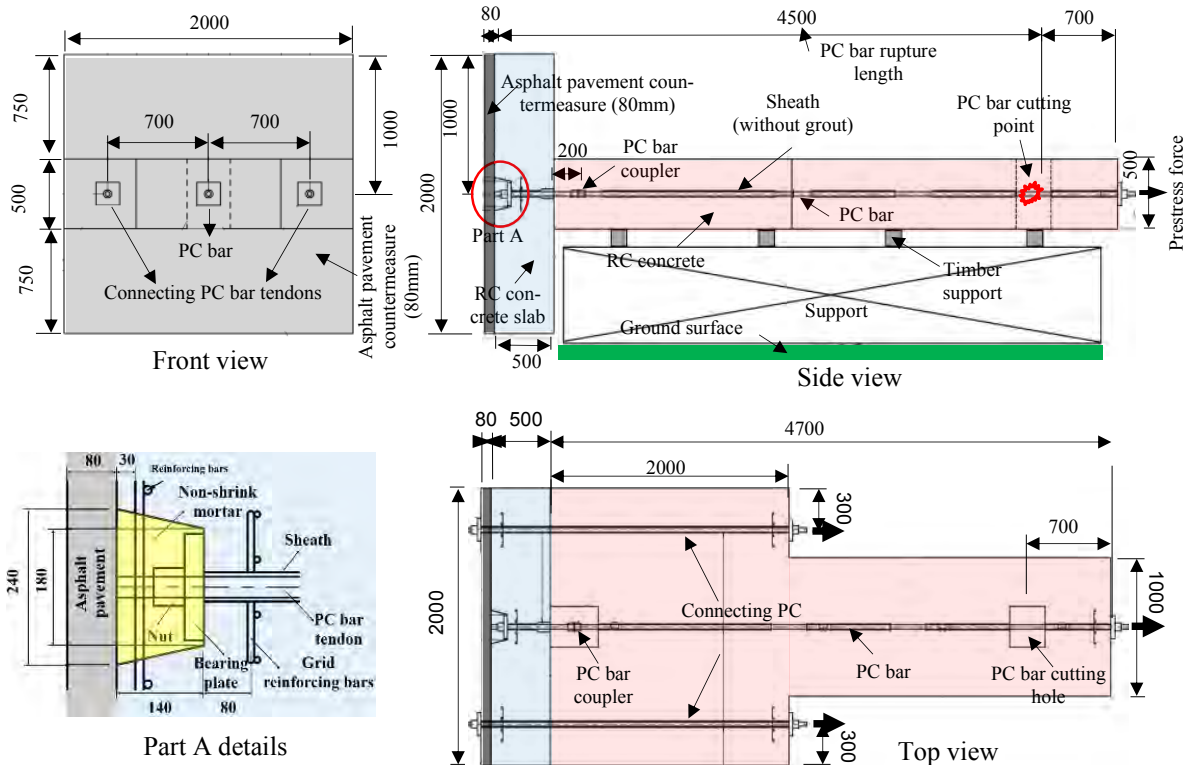 2000
750
500
750
700
700
1000
PC bar
Connecting PC bar tendons
Asphalt pavement
countermeasure
(80mm)
Front view
80
4500
700
PC bar rupture
length
Asphalt pavement coun-
termeasure (80mm)
1000
2000
Sheath
(without grout)
PC bar cutting
point
200
PC bar
coupler
500
Prestress force
Part A
PC bar
RC concrete
Timber
support
RC con-
crete slab
Support
Ground surface
500
Side view
80
30
Reinforcing bars
Non-shrink
mortar
Sheath
240
180
Asphalt
pavement
PC bar
tendon
Nut
Bearing
plate
Grid
reinforcing bars
140
80
Part A details
80
500
4700
2000
300
700
2000
Connecting PC
1000
PC bar
coupler
PC bar
PC bar cutting
hole
300
Top view